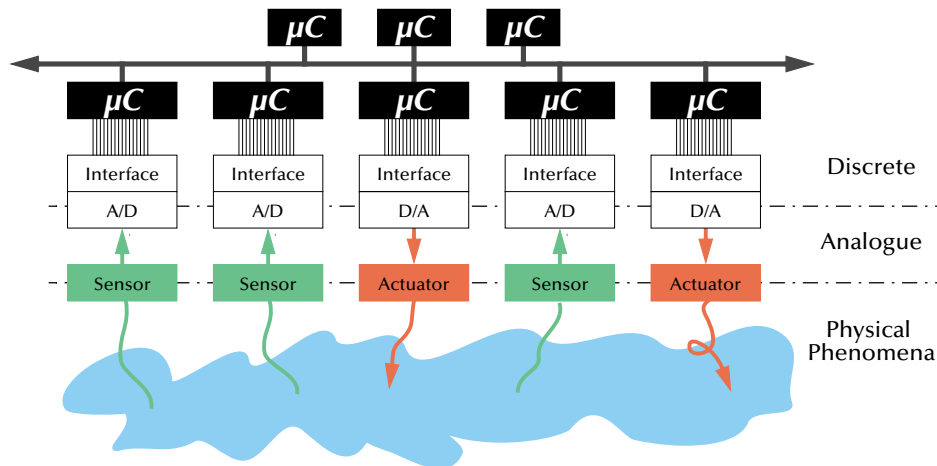 μC μC μC
μC μC μC μC μC
Interface Interface Interface Interface Interface
Discrete
A/D A/D D/A A/D D/A
Analogue
Sensor Sensor Actuator Sensor Actuator
Physical
Phenomena